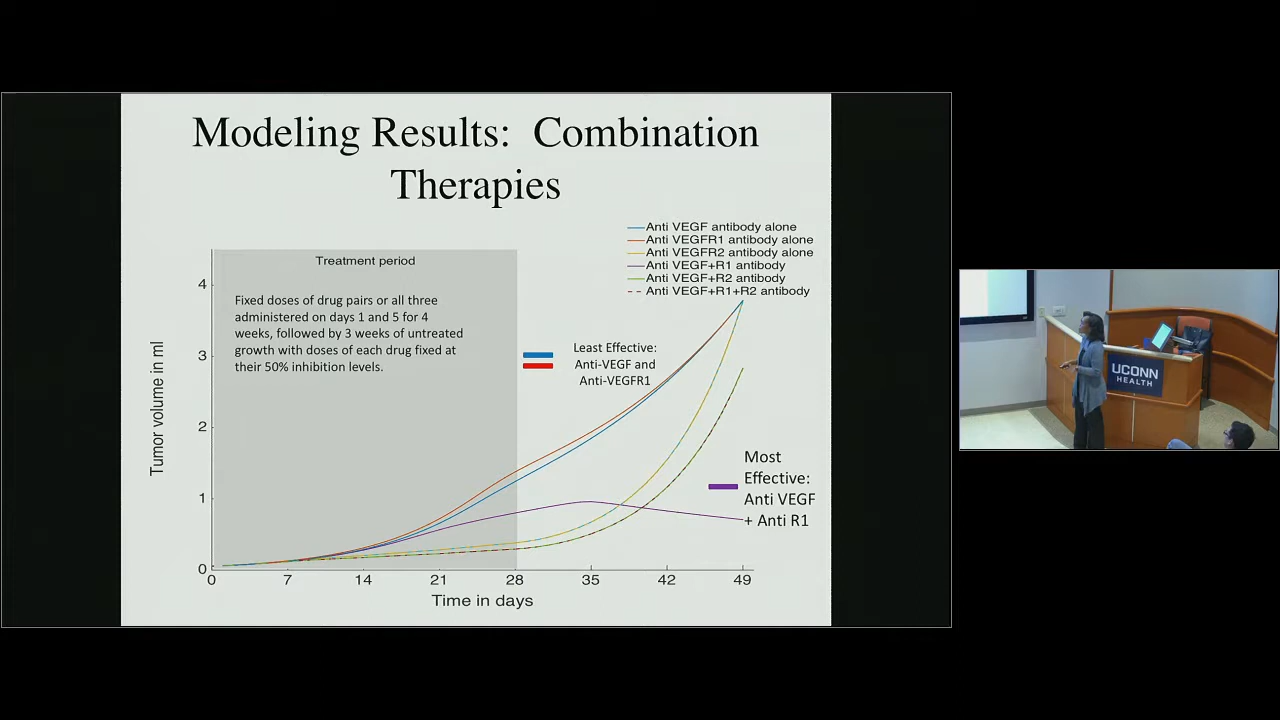 Modeling Results: Combination
Therapies
Anti VEGF antibody alone
Anti VEGFR1 antibody alone
Anti VEGFR2 antibody alone
Anti VEGF+R1 antibody
Anti VEGF+R2 antibody
Anti VEGF+R1+R2 antibody
Treatment period
Fixed doses of drug pairs or all three
administered on days 1 and 5 for 4
weeks, followed by 3 weeks of untreated
growth with doses of each drug fixed at
their 50% inhibition levels.
Least Effective:
Anti-VEGF and
Anti-VEGFR1
Most
Effective:
Anti VEGF
+ Anti R1
Tumor volume in ml
4
3
2
1
0
0 7 14 21 28 35 42 49
Time in days
UCONN
HEALTH